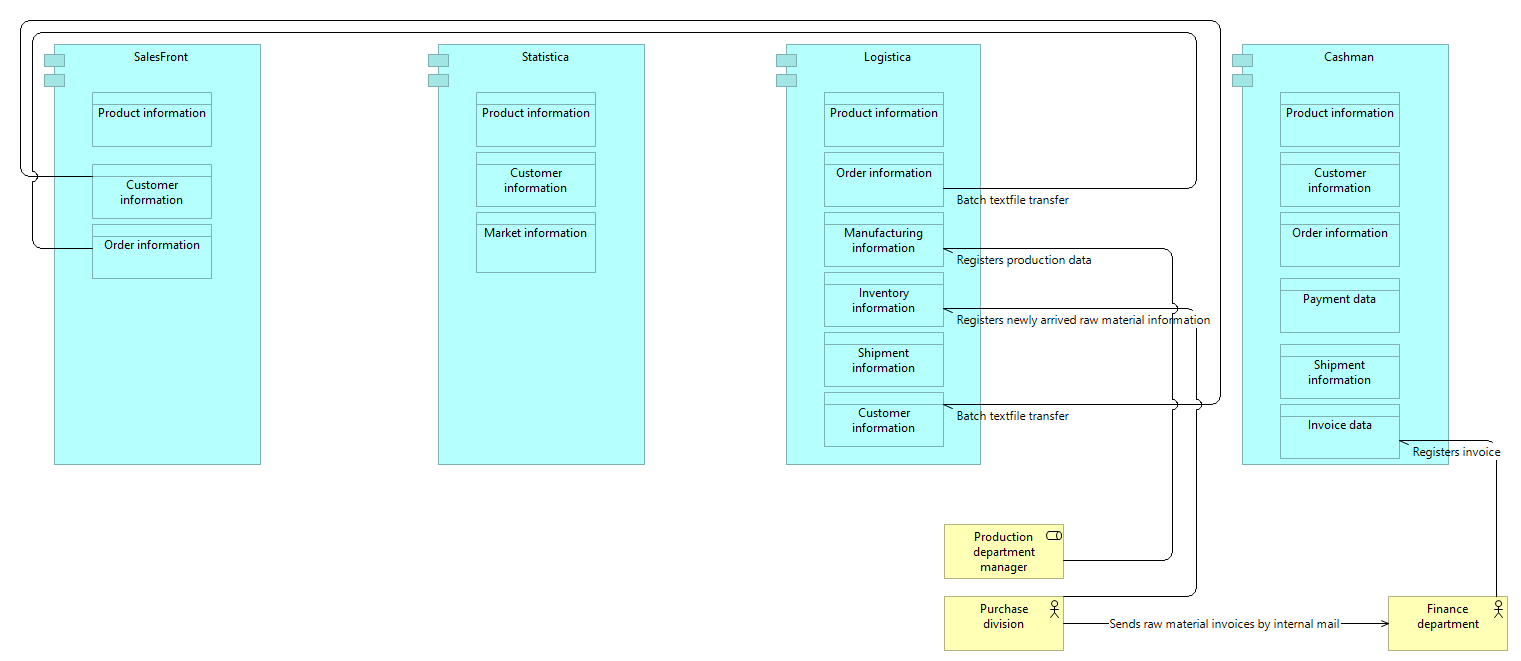 SalesFront
Product information
Customer
information
Order information
Statistica
Product information
Customer
information
Market information
Logistica
Product information
Order information
Batch textfile transfer
Manufacturing
information
Registers production data
Inventory
information
Registers newly arrived raw material information
Shipment
information
Customer
information
Batch textfile transfer
Cashman
Product information
Customer
information
Order information
Payment data
Shipment
information
Invoice data
Registers invoice
Production
department
manager
Purchase
division
Sends raw material invoices by internal mail
Finance
department